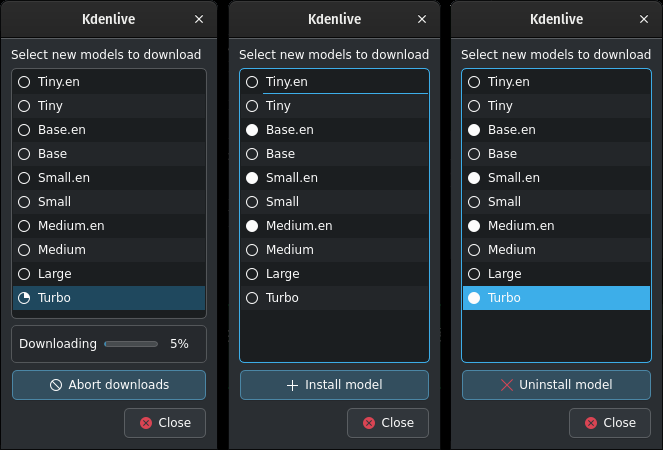 Kdenlive
Select new models to download
Tiny.en
Tiny
Base.en
Base
Small.en
Small
Medium.en
Medium
Large
Turbo
Downloading 5%
Abort downloads
Close
Kdenlive
Select new models to download
Tiny.en
Tiny
Base.en
Base
Small.en
Small
Medium.en
Medium
Large
Turbo
Install model
Close
Kdenlive
Select new models to download
Tiny.en
Tiny
Base.en
Base
Small.en
Small
Medium.en
Medium
Large
Turbo
Uninstall model
Close